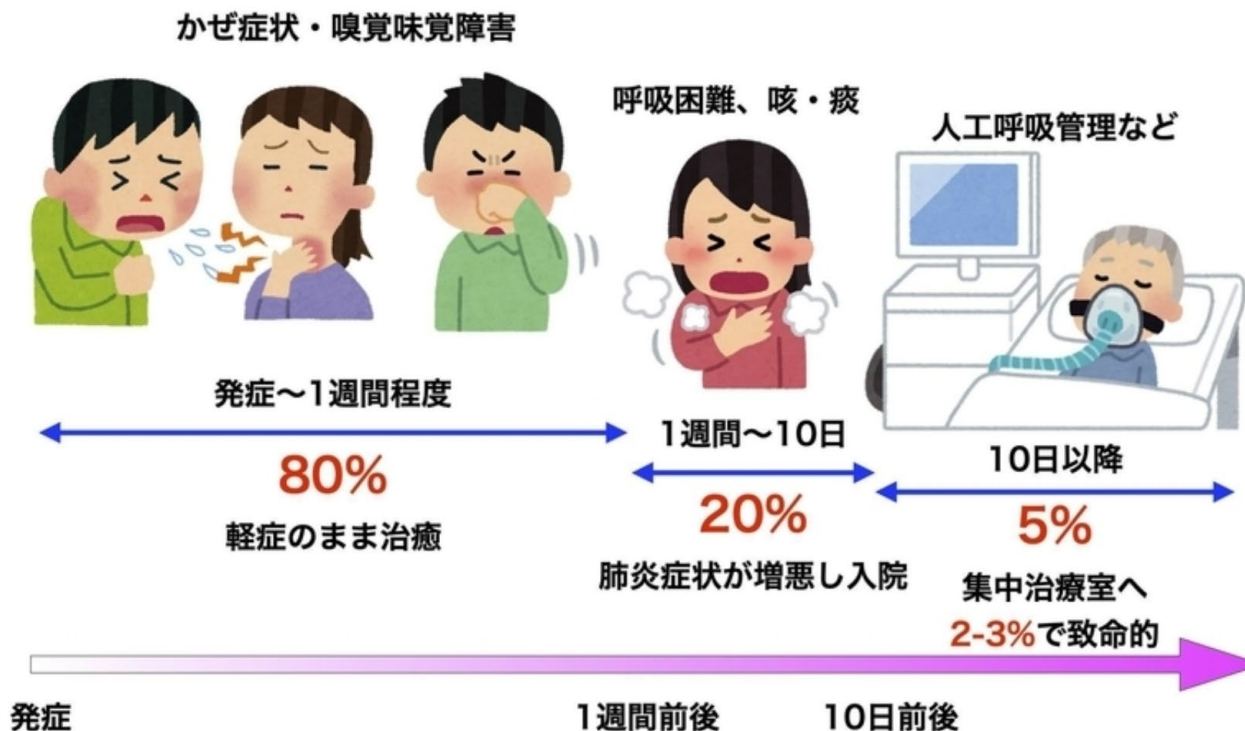 かぜ症状・嗅覚味覚障害
呼吸困難、咳・痰
人工呼吸管理など
発症〜1週間程度
80%
軽症のまま治癒
1週間〜10日
20%
肺炎症状が増悪し入院
10日以降
5%
集中治療室へ
2-3%で致命的
発症
1週間前後
10日前後